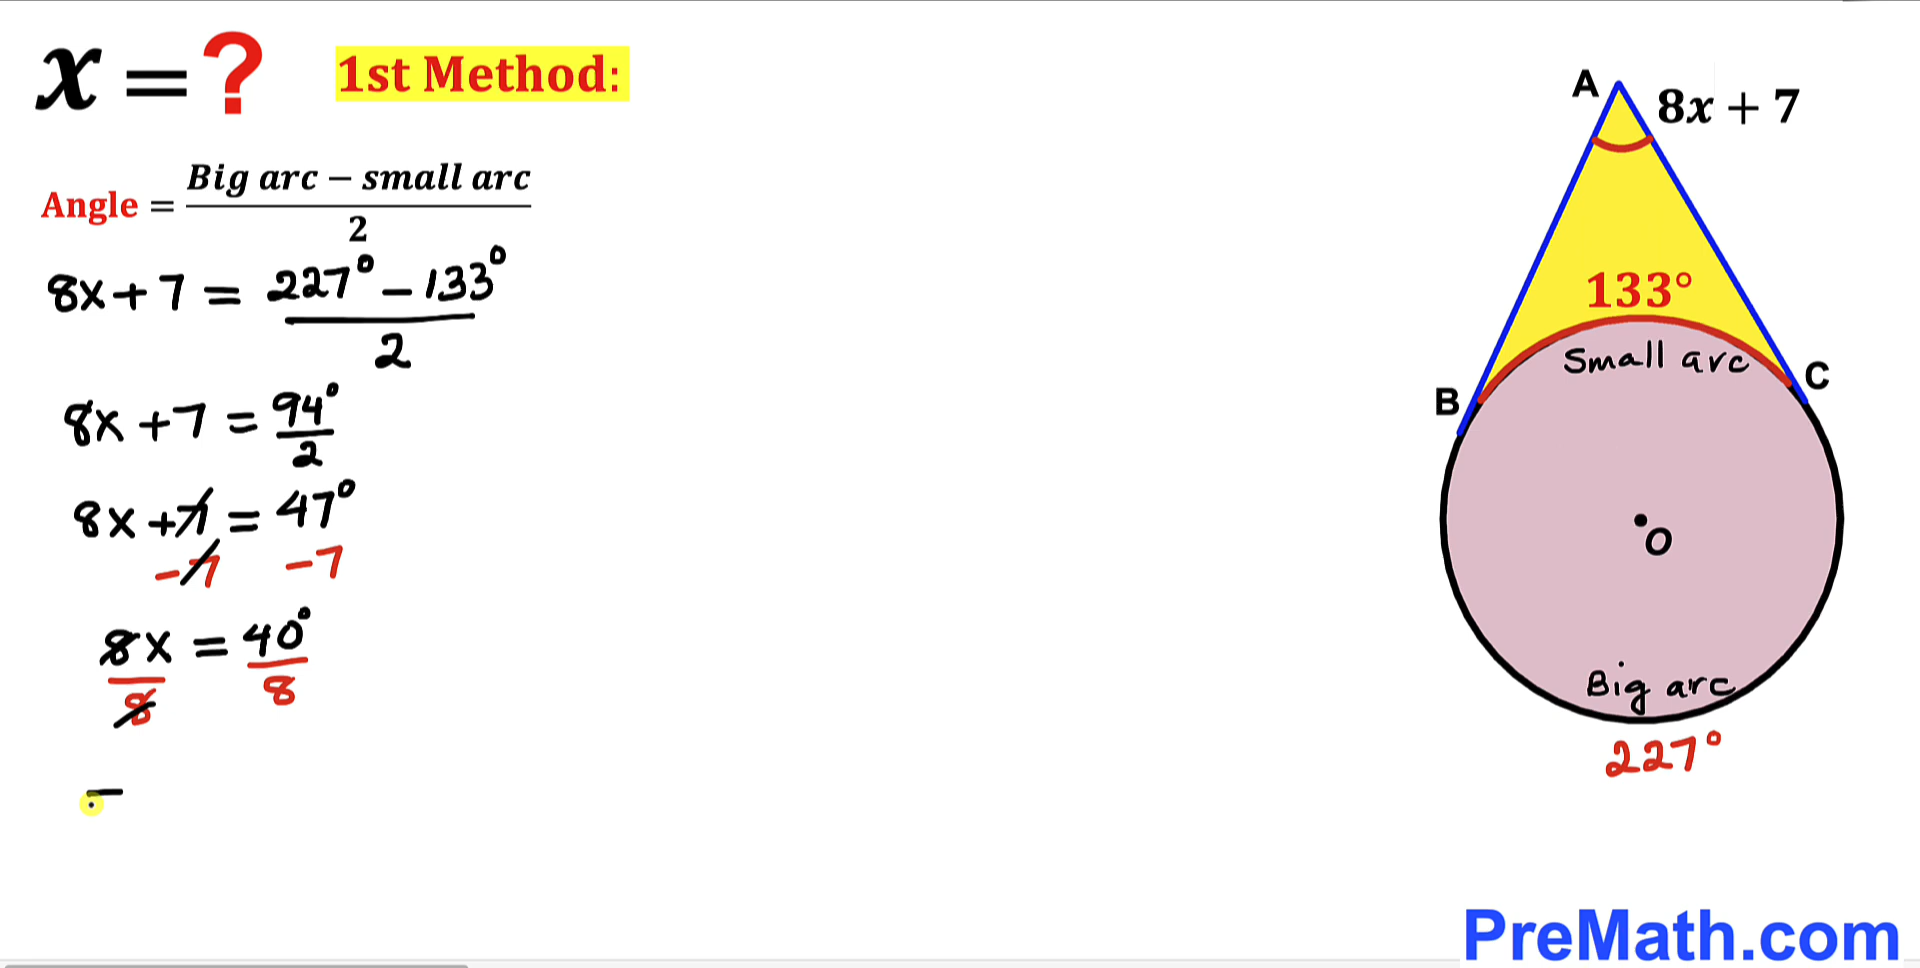 x = ?
1st Method:
Angle = Big arc − small arc / 2
8x + 7 = 227° − 133° / 2
8x + 7 = 94° / 2
8x + 7 = 47°
−7 −7
8x = 40°
8 8
A
8x + 7
133°
Small arc
B
C
O
Big arc
227°
PreMath.com